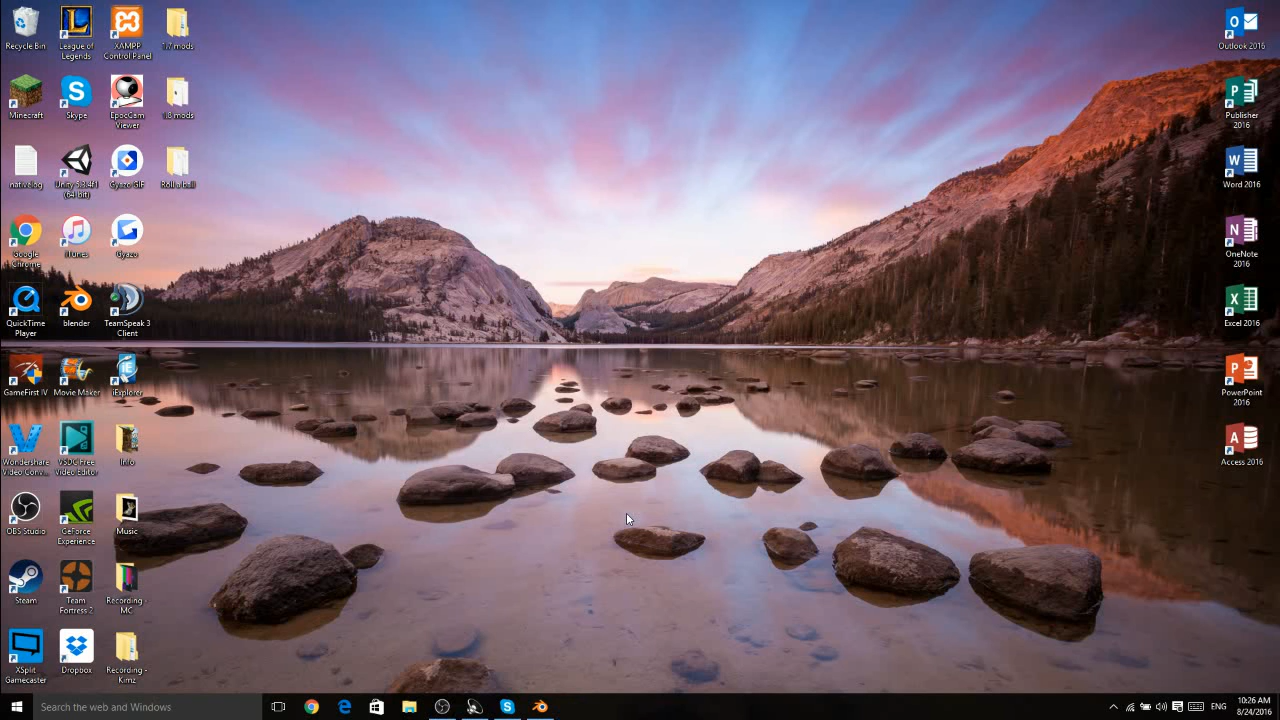 Recycle Bin
League of
Legends
XAMPP
Control Panel
1.7 mods
Minecraft
Skype
EpocCam
Viewer
1.8 mods
nativelog
Unity 5.3.4f1
(64-bit)
Gyazo GIF
Roll a ball
Google
Chrome
iTunes
Gyazo
QuickTime
Player
blender
TeamSpeak 3
Client
GameFirst IV
Movie Maker
iExplorer
Wondershare
Video Conv...
VSDC Free
Video Editor
Info
OBS Studio
GeForce
Experience
Music
Steam
Team
Fortress 2
Recording -
MC
XSplit
Gamecaster
Dropbox
Recording -
Kimz
Outlook 2016
Publisher
2016
Word 2016
OneNote
2016
Excel 2016
PowerPoint
2016
Access 2016
Search the web and Windows
ENG
10:26 AM
8/24/2016